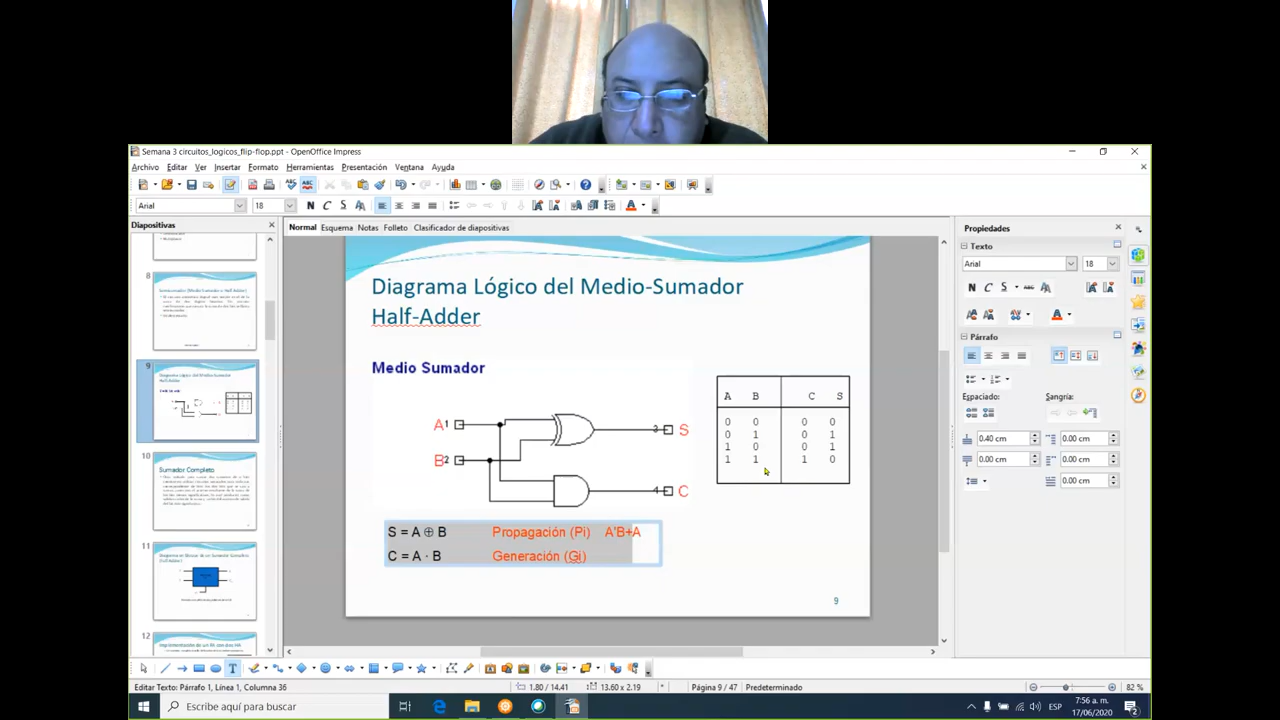 Semana 3 circuitos_logicos_flip-flop.ppt - OpenOffice Impress
Archivo Editar Ver Insertar Formato Herramientas Presentación Ventana Ayuda
Arial 18
Diapositivas
Normal Esquema Notas Folleto Clasificador de diapositivas
Propiedades
Texto
Arial 18
Párrafo
Espaciado: Sangría:
0.40 cm 0.00 cm
0.00 cm 0.00 cm
0.00 cm
8
9
10
Sumador Completo
11
12
Diagrama Lógico del Medio-Sumador
Half-Adder
Medio Sumador
A 1
B 2
3 S
4 C
A B C S
0 0 0 0
0 1 0 1
1 0 0 1
1 1 1 0
S = A ⊕ B Propagación (Pi) A'B+A
C = A · B Generación (Gi)
9
Editar Texto: Párrafo 1, Línea 1, Columna 36
1.80 / 14.41 13.60 x 2.19 * Página 9 / 47 Predeterminado 82 %
Escribe aquí para buscar
ESP
7:56 a. m.
17/06/2020
2